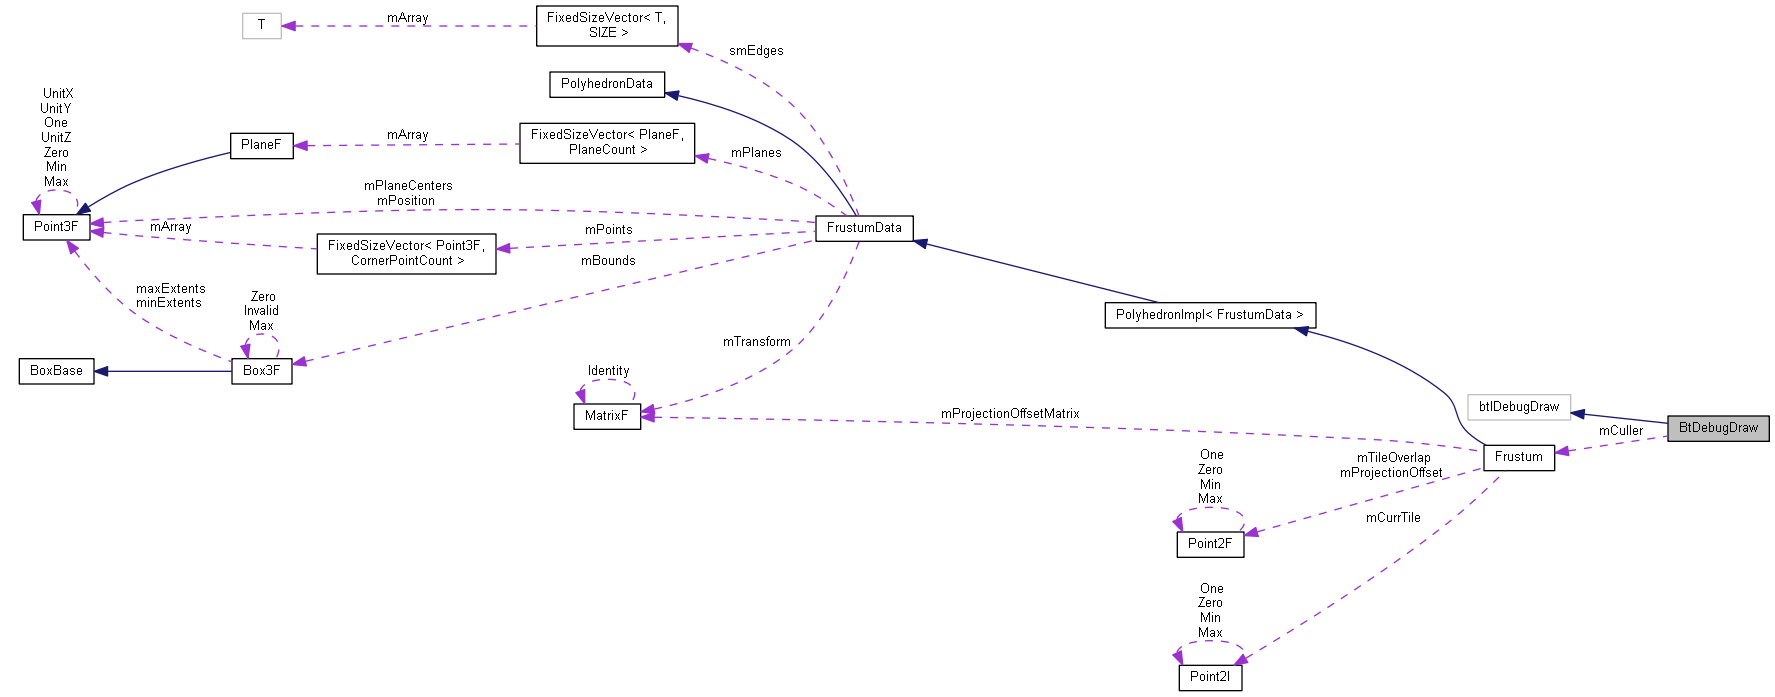 T
mArray
FixedSizeVector< T,
SIZE >
smEdges
PolyhedronData
UnitX
UnitY
One
UnitZ
Zero
Min
Max
PlaneF
mArray
FixedSizeVector< PlaneF,
PlaneCount >
mPlanes
mPlaneCenters
mPosition
Point3F
mArray
FixedSizeVector< Point3F,
CornerPointCount >
mPoints
FrustumData
mBounds
maxExtents
minExtents
Zero
Invalid
Max
PolyhedronImpl< FrustumData >
mTransform
BoxBase
Box3F
Identity
MatrixF
mProjectionOffsetMatrix
btIDebugDraw
BtDebugDraw
mCuller
Frustum
One
Zero
Min
Max
mTileOverlap
mProjectionOffset
mCurrTile
Point2F
One
Zero
Min
Max
Point2I